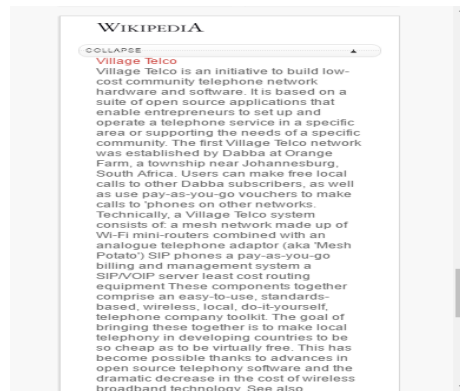 WIKIPEDIA
COLLAPSE
Village Telco
Village Telco is an initiative to build low-
cost community telephone network
hardware and software. It is based on a
suite of open source applications that
enable entrepreneurs to set up and
operate a telephone service in a specific
area or supporting the needs of a specific
community. The first Village Telco network
was established by Dabba at Orange
Farm, a township near Johannesburg,
South Africa. Users can make free local
calls to other Dabba subscribers, as well
as use pay-as-you-go vouchers to make
calls to 'phones on other networks.
Technically, a Village Telco system
consists of: a mesh network made up of
Wi-Fi mini-routers combined with an
analogue telephone adaptor (aka 'Mesh
Potato') SIP phones a pay-as-you-go
billing and management system a
SIP/VOIP server least cost routing
equipment These components together
comprise an easy-to-use, standards-
based, wireless, local, do-it-yourself,
telephone company toolkit. The goal of
bringing these together is to make local
telephony in developing countries to be
so cheap as to be virtually free. This has
become possible thanks to advances in
open source telephony software and the
dramatic decrease in the cost of wireless
broadband technology. See also